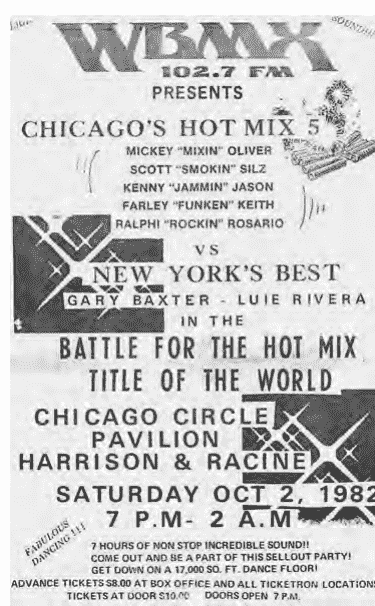 WBMX
102.7 FM
PRESENTS
CHICAGO'S HOT MIX 5
MICKEY "MIXIN" OLIVER
SCOTT "SMOKIN" SILZ
KENNY "JAMMIN" JASON
FARLEY "FUNKEN" KEITH
RALPHI "ROCKIN" ROSARIO
VS
NEW YORK'S BEST
GARY BAXTER - LUIE RIVERA
IN THE
BATTLE FOR THE HOT MIX
TITLE OF THE WORLD
CHICAGO CIRCLE
PAVILION
HARRISON & RACINE
SATURDAY OCT 2, 1982
7 P.M- 2 A.M
FABULOUS
DANCING !!!
7 HOURS OF NON STOP INCREDIBLE SOUND!!
COME OUT AND BE A PART OF THIS SELLOUT PARTY!
GET DOWN ON A 17,000 SQ. FT. DANCE FLOOR!
ADVANCE TICKETS $8.00 AT BOX OFFICE AND ALL TICKETRON LOCATIONS
TICKETS AT DOOR $10.00 DOORS OPEN 7 P.M.